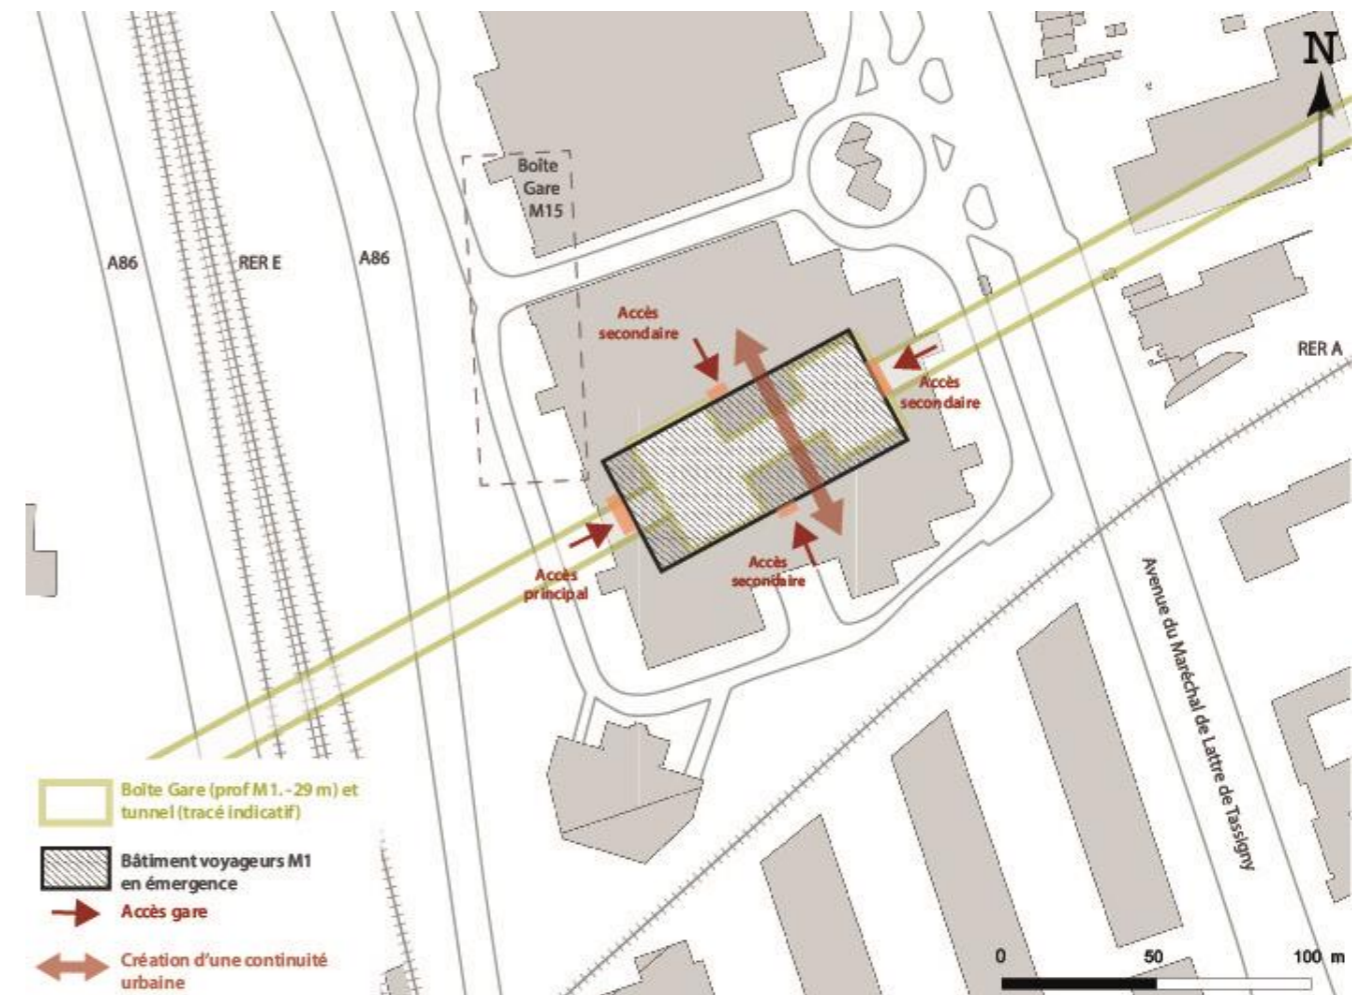 N
Boîte
Gare
M15
A86
RER E
A86
Accès
secondaire
RER A
Accès
secondaire
Accès
secondaire
Accès
principal
Avenue du Maréchal de Lattre de Tassigny
Boîte Gare (prof M1. -29 m) et
tunnel (tracé indicatif)
Bâtiment voyageurs M1
en émergence
Accès gare
Création d'une continuité
urbaine
0 50 100 m